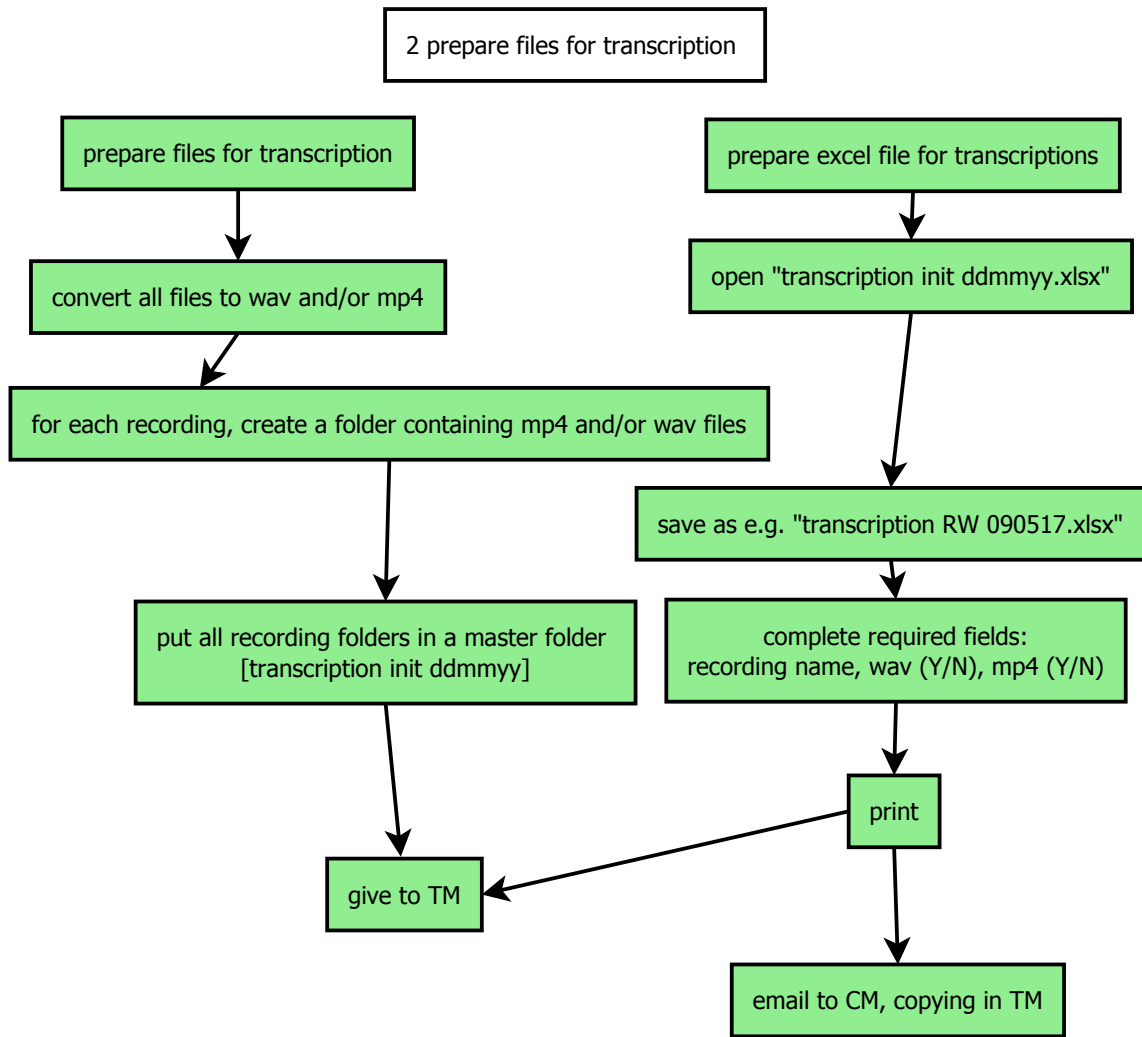 2 prepare files for transcription
prepare files for transcription
convert all files to wav and/or mp4
for each recording, create a folder containing mp4 and/or wav files
put all recording folders in a master folder
[transcription init ddmmyy]
give to TM
prepare excel file for transcriptions
open "transcription init ddmmyy.xlsx"
save as e.g. "transcription RW 090517.xlsx"
complete required fields:
recording name, wav (Y/N), mp4 (Y/N)
print
email to CM, copying in TM